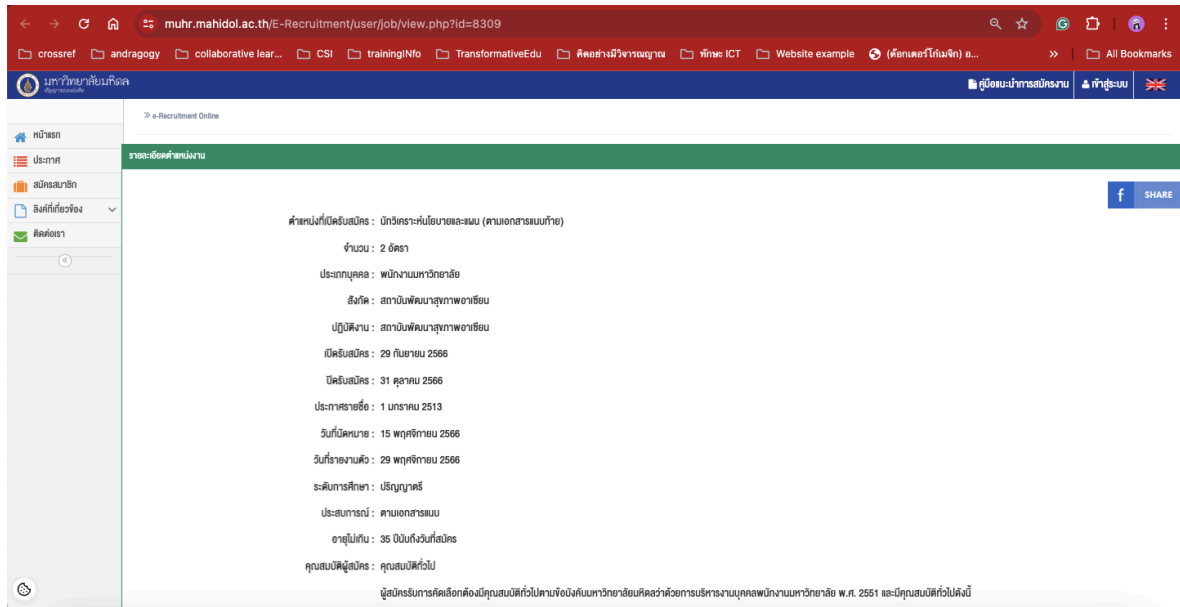 muhr.mahidol.ac.th/E-Recruitment/user/job/view.php?id=8309
crossref andragogy collaborative lear... CSI trainingINfo TransformativeEdu คิดอย่างมีวิจารณญาณ ทักษะ ICT Website example (ด๊อกเตอร์โก๋เมจิก) อ... All Bookmarks
มหาวิทยาลัยมหิดล
ปัญญาของแผ่นดิน
คู่มือแนะนำการสมัครงาน เข้าสู่ระบบ
e-Recruitment Online
หน้าแรก
ประกาศ
สมัครสมาชิก
ลิงค์ที่เกี่ยวข้อง
ติดต่อเรา
รายละเอียดตำแหน่งงาน
f SHARE
ตำแหน่งที่เปิดรับสมัคร : นักวิเคราะห์นโยบายและแผน (ตามเอกสารแนบท้าย)
จำนวน : 2 อัตรา
ประเภทบุคคล : พนักงานมหาวิทยาลัย
สังกัด : สถาบันพัฒนาสุขภาพอาเซียน
ปฏิบัติงาน : สถาบันพัฒนาสุขภาพอาเซียน
เปิดรับสมัคร : 29 กันยายน 2566
ปิดรับสมัคร : 31 ตุลาคม 2566
ประกาศรายชื่อ : 1 มกราคม 2513
วันที่นัดหมาย : 15 พฤศจิกายน 2566
วันที่รายงานตัว : 29 พฤศจิกายน 2566
ระดับการศึกษา : ปริญญาตรี
ประสบการณ์ : ตามเอกสารแนบ
อายุไม่เกิน : 35 ปีนับถึงวันที่สมัคร
คุณสมบัติผู้สมัคร : คุณสมบัติทั่วไป
ผู้สมัครรับการคัดเลือกต้องมีคุณสมบัติทั่วไปตามข้อบังคับมหาวิทยาลัยมหิดลว่าด้วยการบริหารงานบุคคลพนักงานมหาวิทยาลัย พ.ศ. 2551 และมีคุณสมบัติทั่วไปดังนี้